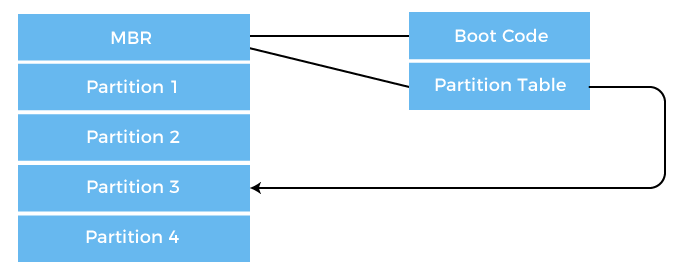 MBR
Partition 1
Partition 2
Partition 3
Partition 4
Boot Code
Partition Table